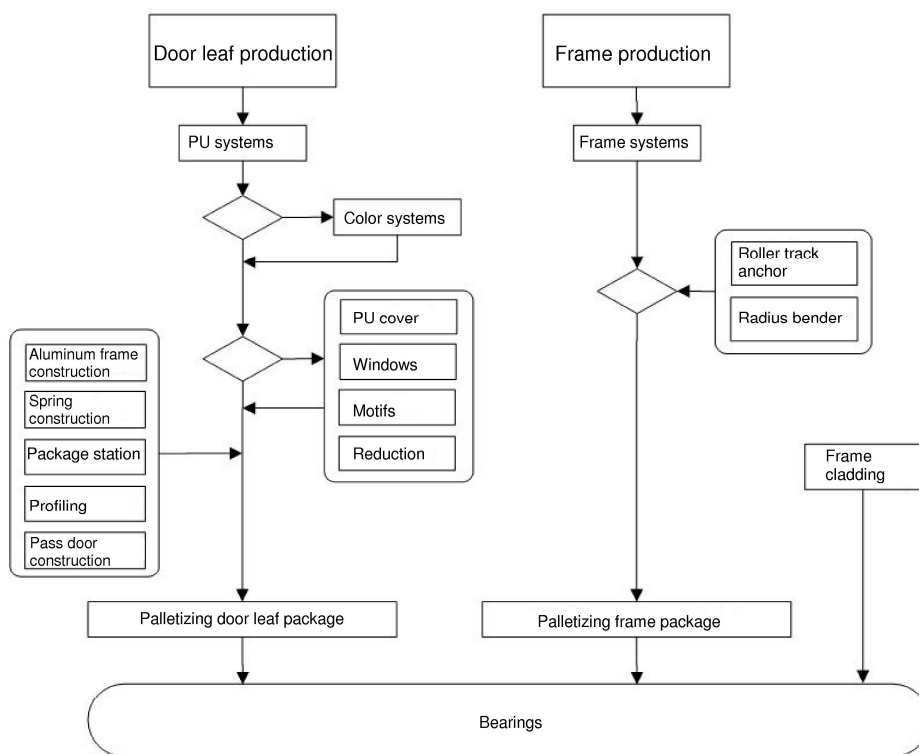 Door leaf production
Frame production
PU systems
Frame systems
Color systems
Roller track
anchor
Radius bender
PU cover
Windows
Motifs
Reduction
Aluminum frame
construction
Spring
construction
Package station
Profiling
Pass door
construction
Frame
cladding
Palletizing door leaf package
Palletizing frame package
Bearings